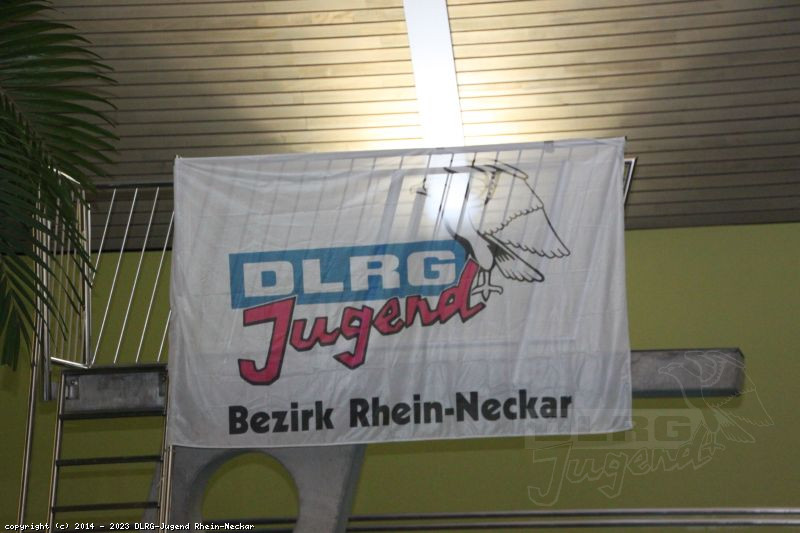 DLRG
Jugend
Bezirk Rhein-Neckar
DLRG
Jugend
copyright (c) 2014 - 2023 DLRG-Jugend Rhein-Neckar